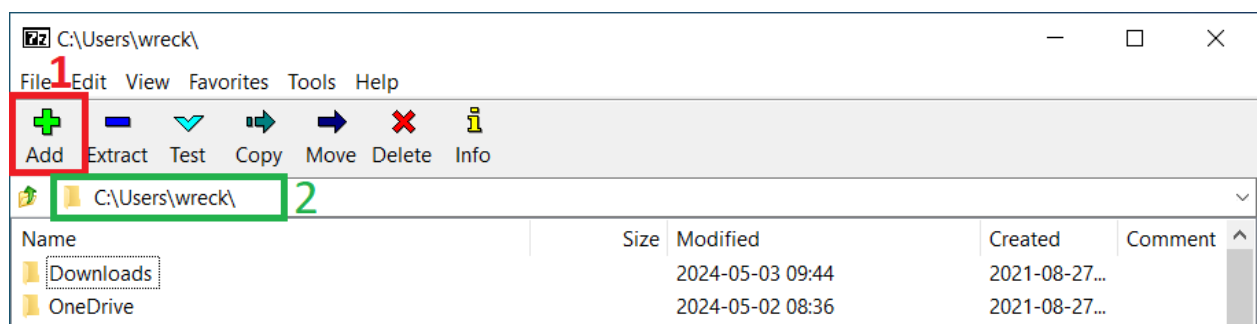 7z C:\Users\wreck\
1
File Edit View Favorites Tools Help
Add Extract Test Copy Move Delete Info
C:\Users\wreck\ 2
Name Size Modified Created Comment
Downloads 2024-05-03 09:44 2021-08-27...
OneDrive 2024-05-02 08:36 2021-08-27...